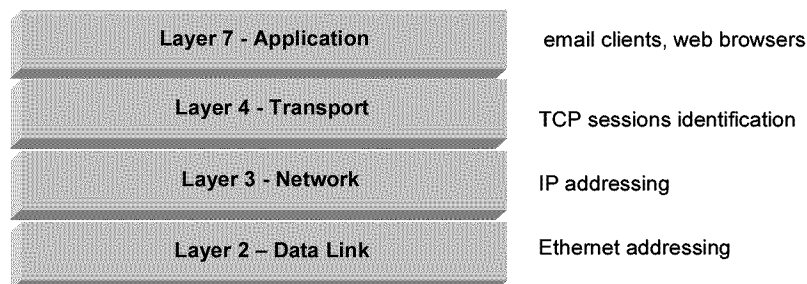 Layer 7 - Application
email clients, web browsers
Layer 4 - Transport
TCP sessions identification
Layer 3 - Network
IP addressing
Layer 2 – Data Link
Ethernet addressing